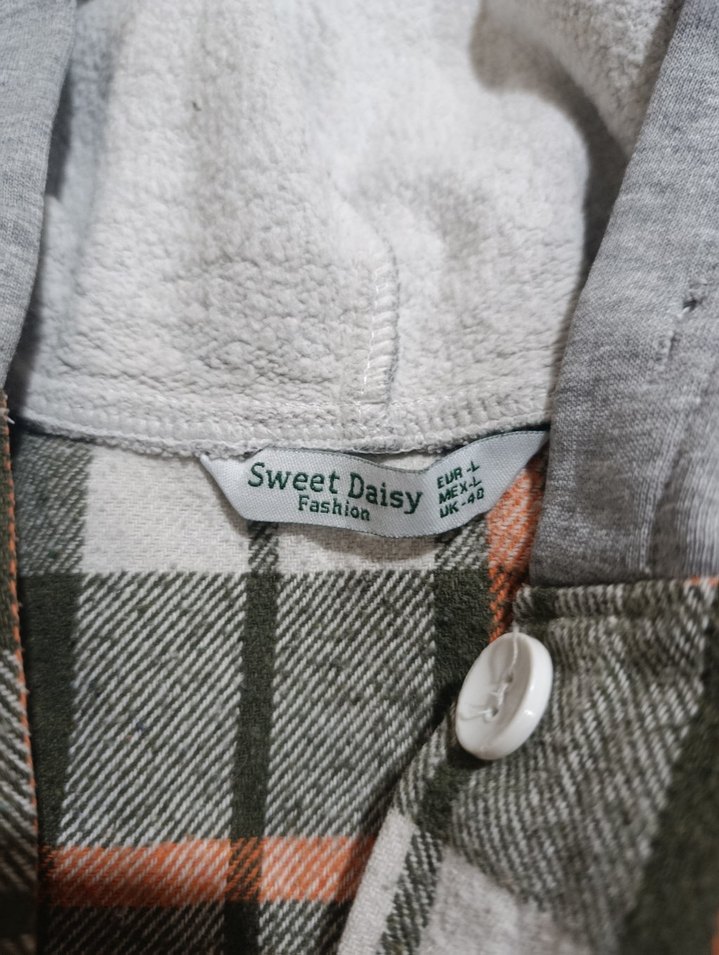 Sweet Daisy
Fashion
EUR-L
MEX-L
UK-40